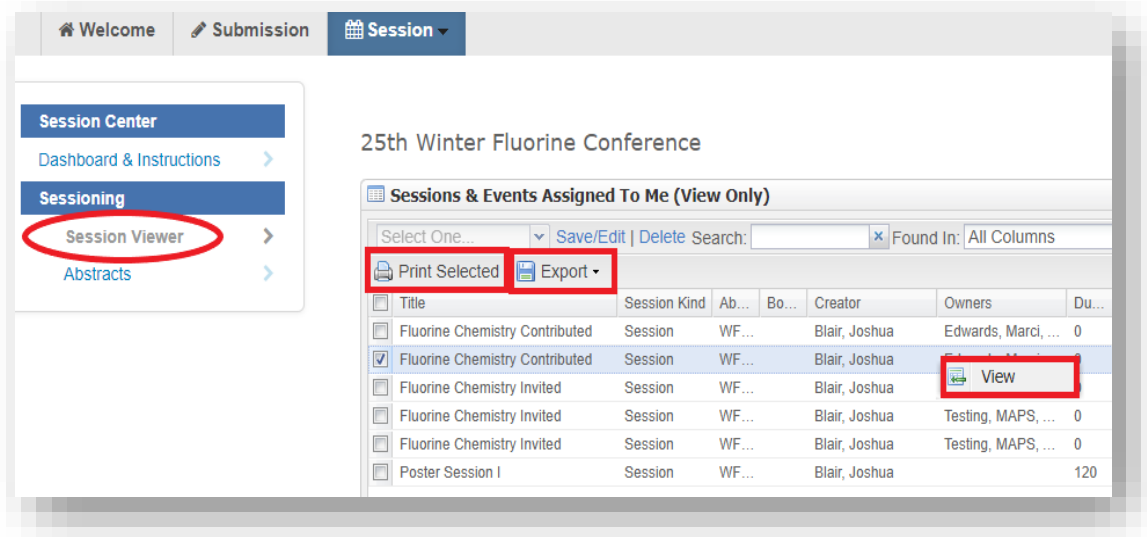 Welcome Submission Session
Session Center
Dashboard & Instructions
Sessioning
Session Viewer
Abstracts
25th Winter Fluorine Conference
Sessions & Events Assigned To Me (View Only)
Select One... Save/Edit | Delete Search: Found In: All Columns
Print Selected Export
Title Session Kind Ab... Bo... Creator Owners Du...
Fluorine Chemistry Contributed Session WF... Blair, Joshua Edwards, Marci, ... 0
Fluorine Chemistry Contributed Session WF... Blair, Joshua
View
Fluorine Chemistry Invited Session WF... Blair, Joshua
Fluorine Chemistry Invited Session WF... Blair, Joshua Testing, MAPS, ... 0
Fluorine Chemistry Invited Session WF... Blair, Joshua Testing, MAPS, ... 0
Poster Session I Session WF... Blair, Joshua 120